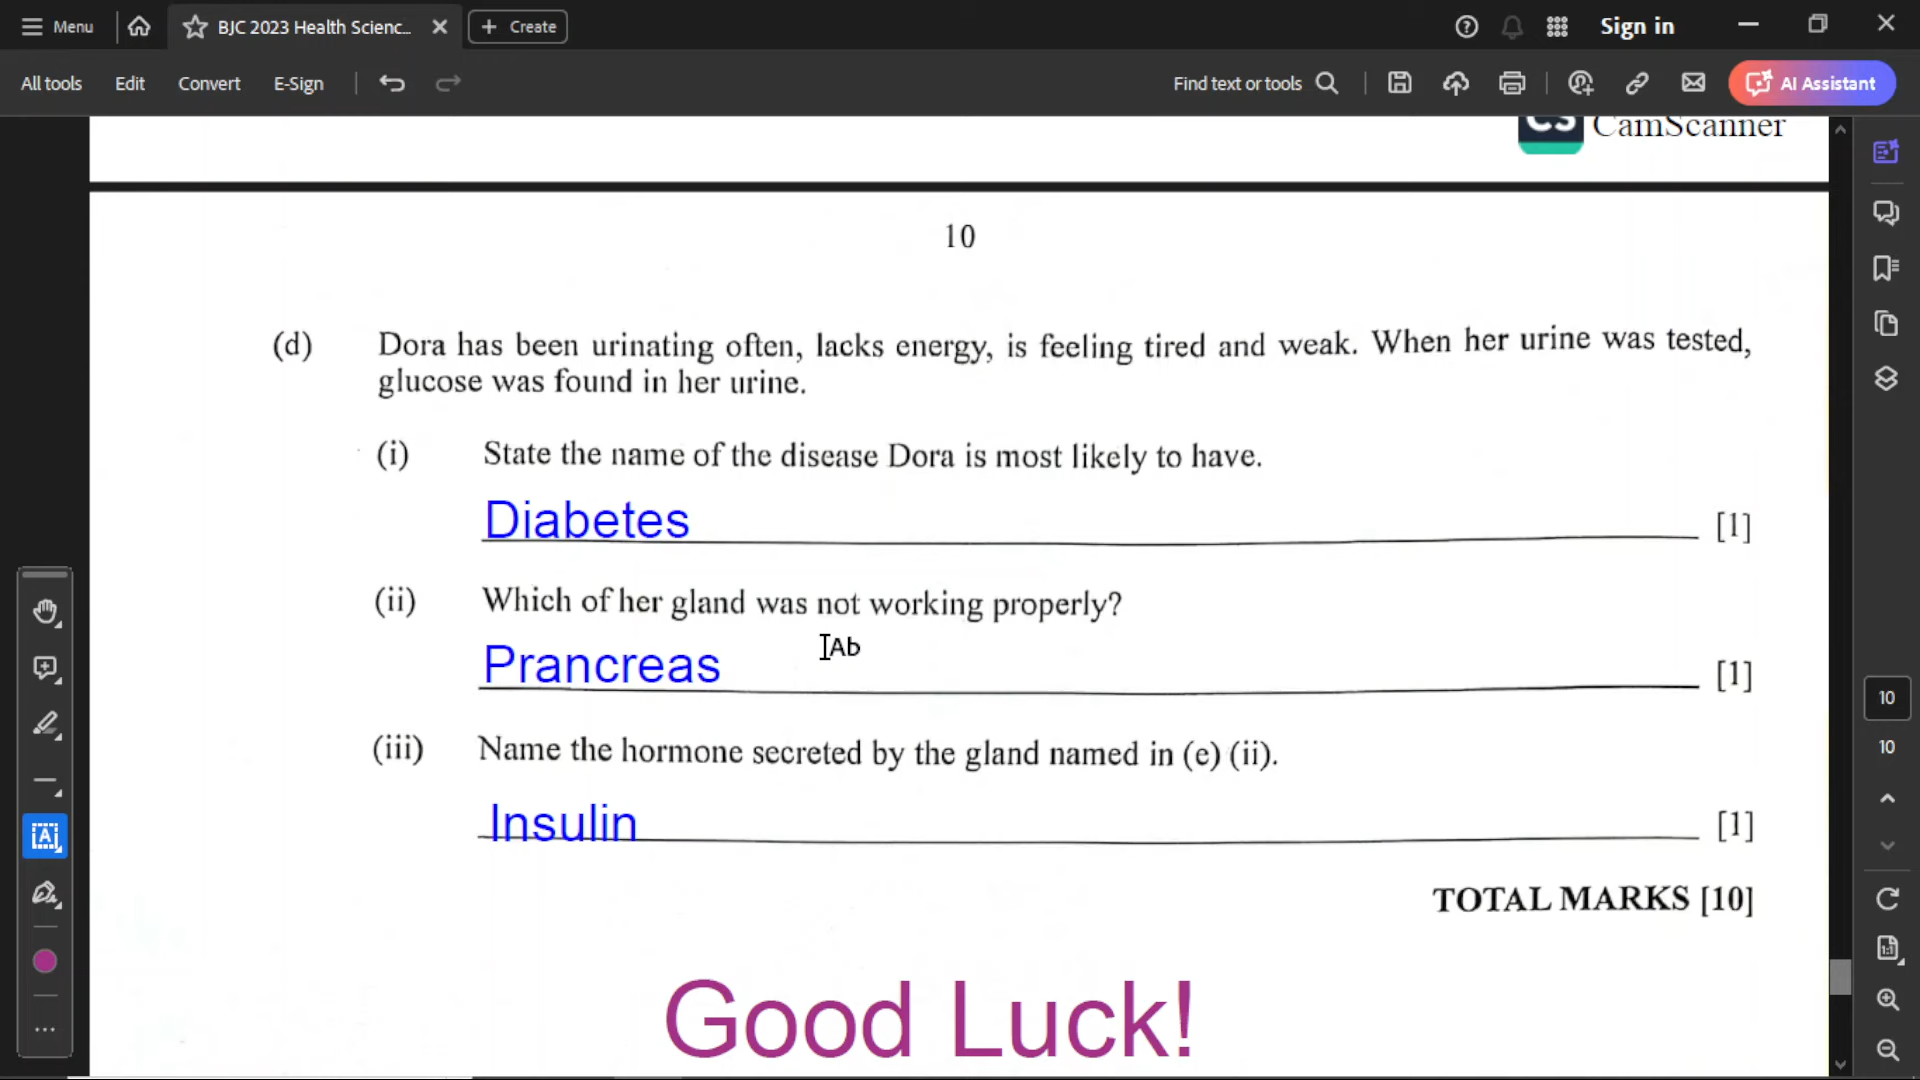 Menu
BJC 2023 Health Scienc...
Create
Sign in
All tools
Edit
Convert
E-Sign
Find text or tools
AI Assistant
CS CamScanner
10
(d) Dora has been urinating often, lacks energy, is feeling tired and weak. When her urine was tested,
glucose was found in her urine.
(i) State the name of the disease Dora is most likely to have.
Diabetes [1]
(ii) Which of her gland was not working properly?
Ab
Prancreas [1]
(iii) Name the hormone secreted by the gland named in (e) (ii).
Insulin [1]
TOTAL MARKS [10]
Good Luck!
10
10
1:1
A